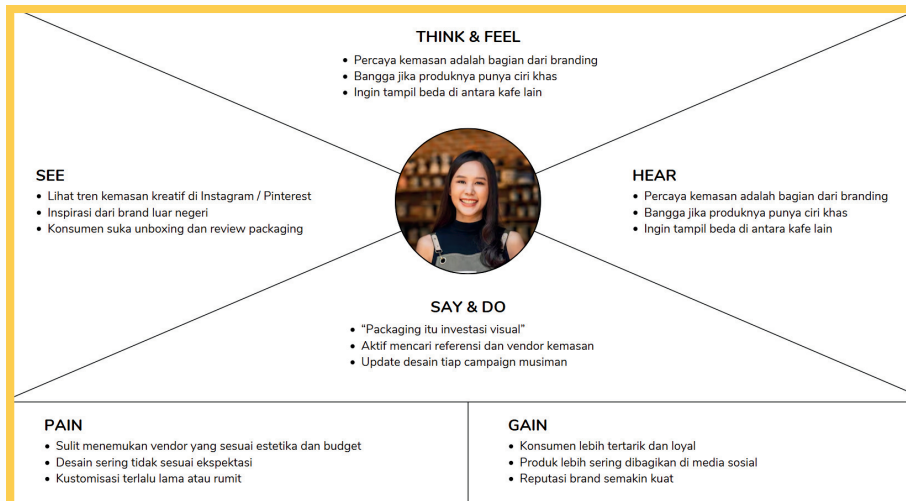 THINK & FEEL
• Percaya kemasan adalah bagian dari branding
• Bangga jika produknya punya ciri khas
• Ingin tampil beda di antara kafe lain
SEE
• Lihat tren kemasan kreatif di Instagram / Pinterest
• Inspirasi dari brand luar negeri
• Konsumen suka unboxing dan review packaging
HEAR
• Percaya kemasan adalah bagian dari branding
• Bangga jika produknya punya ciri khas
• Ingin tampil beda di antara kafe lain
SAY & DO
• “Packaging itu investasi visual”
• Aktif mencari referensi dan vendor kemasan
• Update desain tiap campaign musiman
PAIN
• Sulit menemukan vendor yang sesuai estetika dan budget
• Desain sering tidak sesuai ekspektasi
• Kustomisasi terlalu lama atau rumit
GAIN
• Konsumen lebih tertarik dan loyal
• Produk lebih sering dibagikan di media sosial
• Reputasi brand semakin kuat